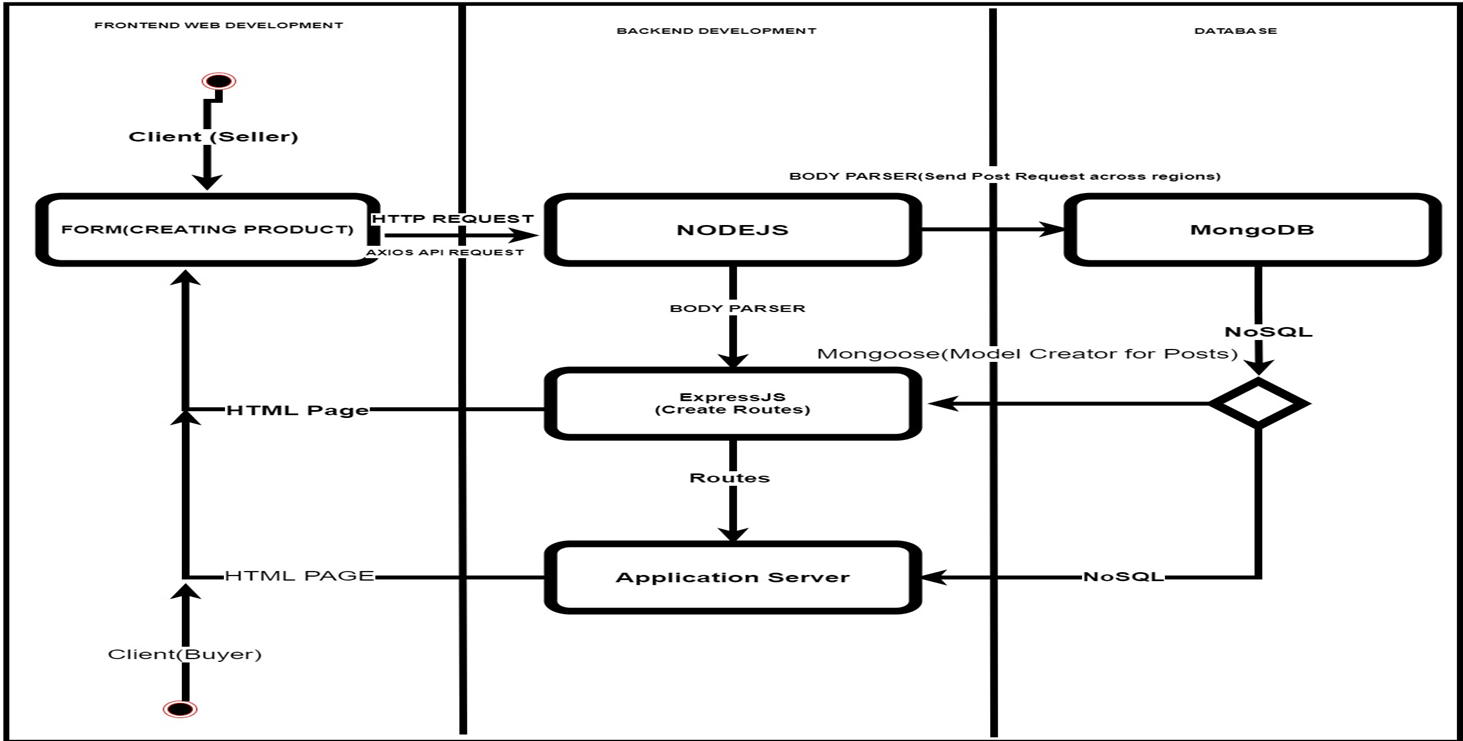 FRONTEND WEB DEVELOPMENT
BACKEND DEVELOPMENT
DATABASE
Client (Seller)
BODY PARSER(Send Post Request across regions)
FORM(CREATING PRODUCT)
HTTP REQUEST
AXIOS API REQUEST
NODEJS
MongoDB
BODY PARSER
NoSQL
Mongoose(Model Creator for Posts)
ExpressJS
(Create Routes)
HTML Page
Routes
HTML PAGE
Application Server
NoSQL
Client(Buyer)